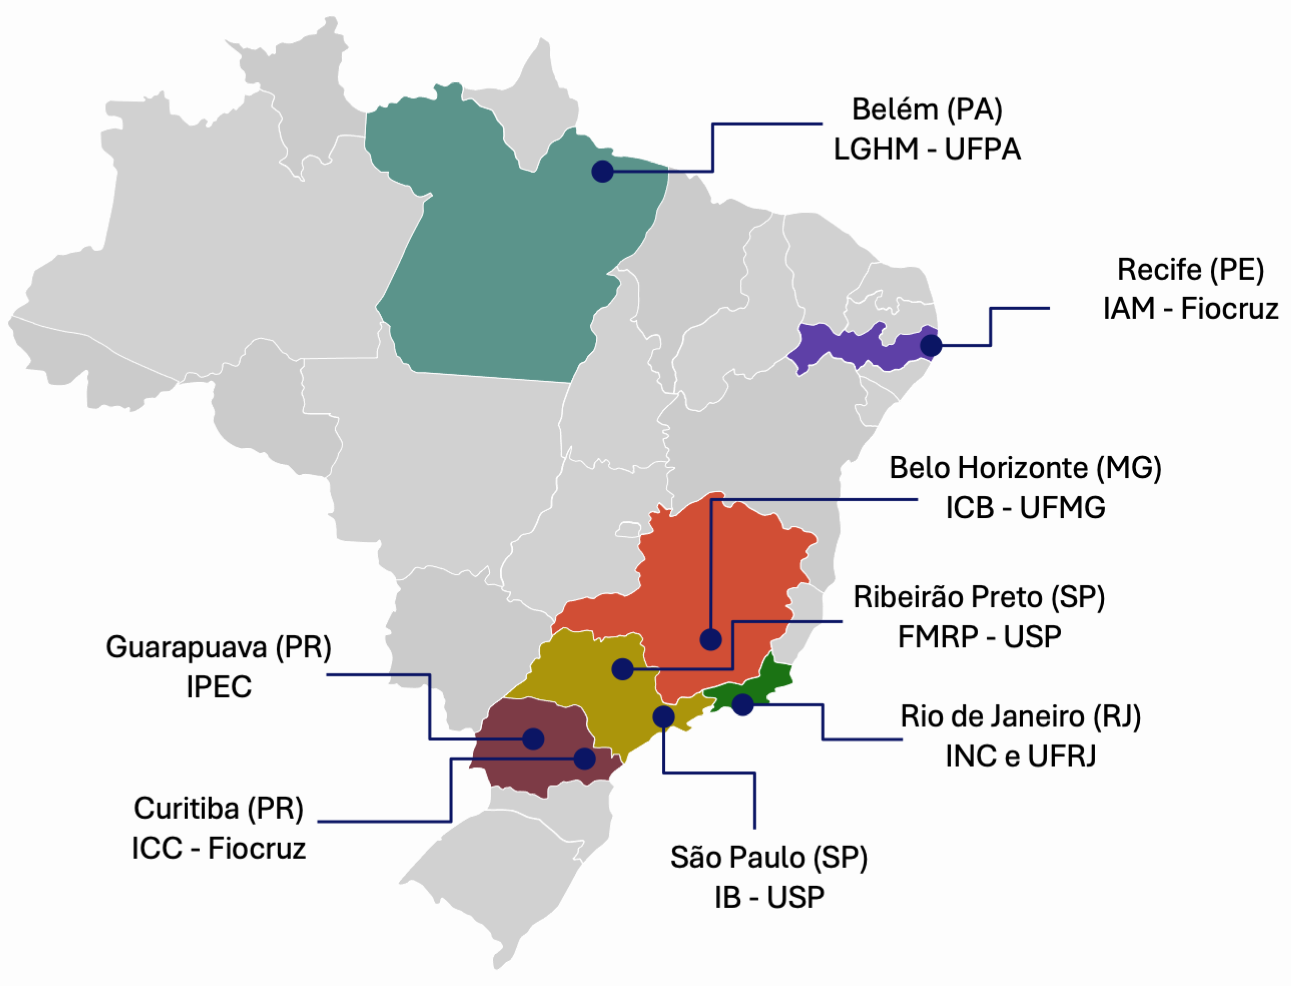 Belém (PA)
LGHM - UFPA
Recife (PE)
IAM - Fiocruz
Belo Horizonte (MG)
ICB - UFMG
Ribeirão Preto (SP)
FMRP - USP
Guarapuava (PR)
IPEC
Rio de Janeiro (RJ)
INC e UFRJ
Curitiba (PR)
ICC - Fiocruz
São Paulo (SP)
IB - USP